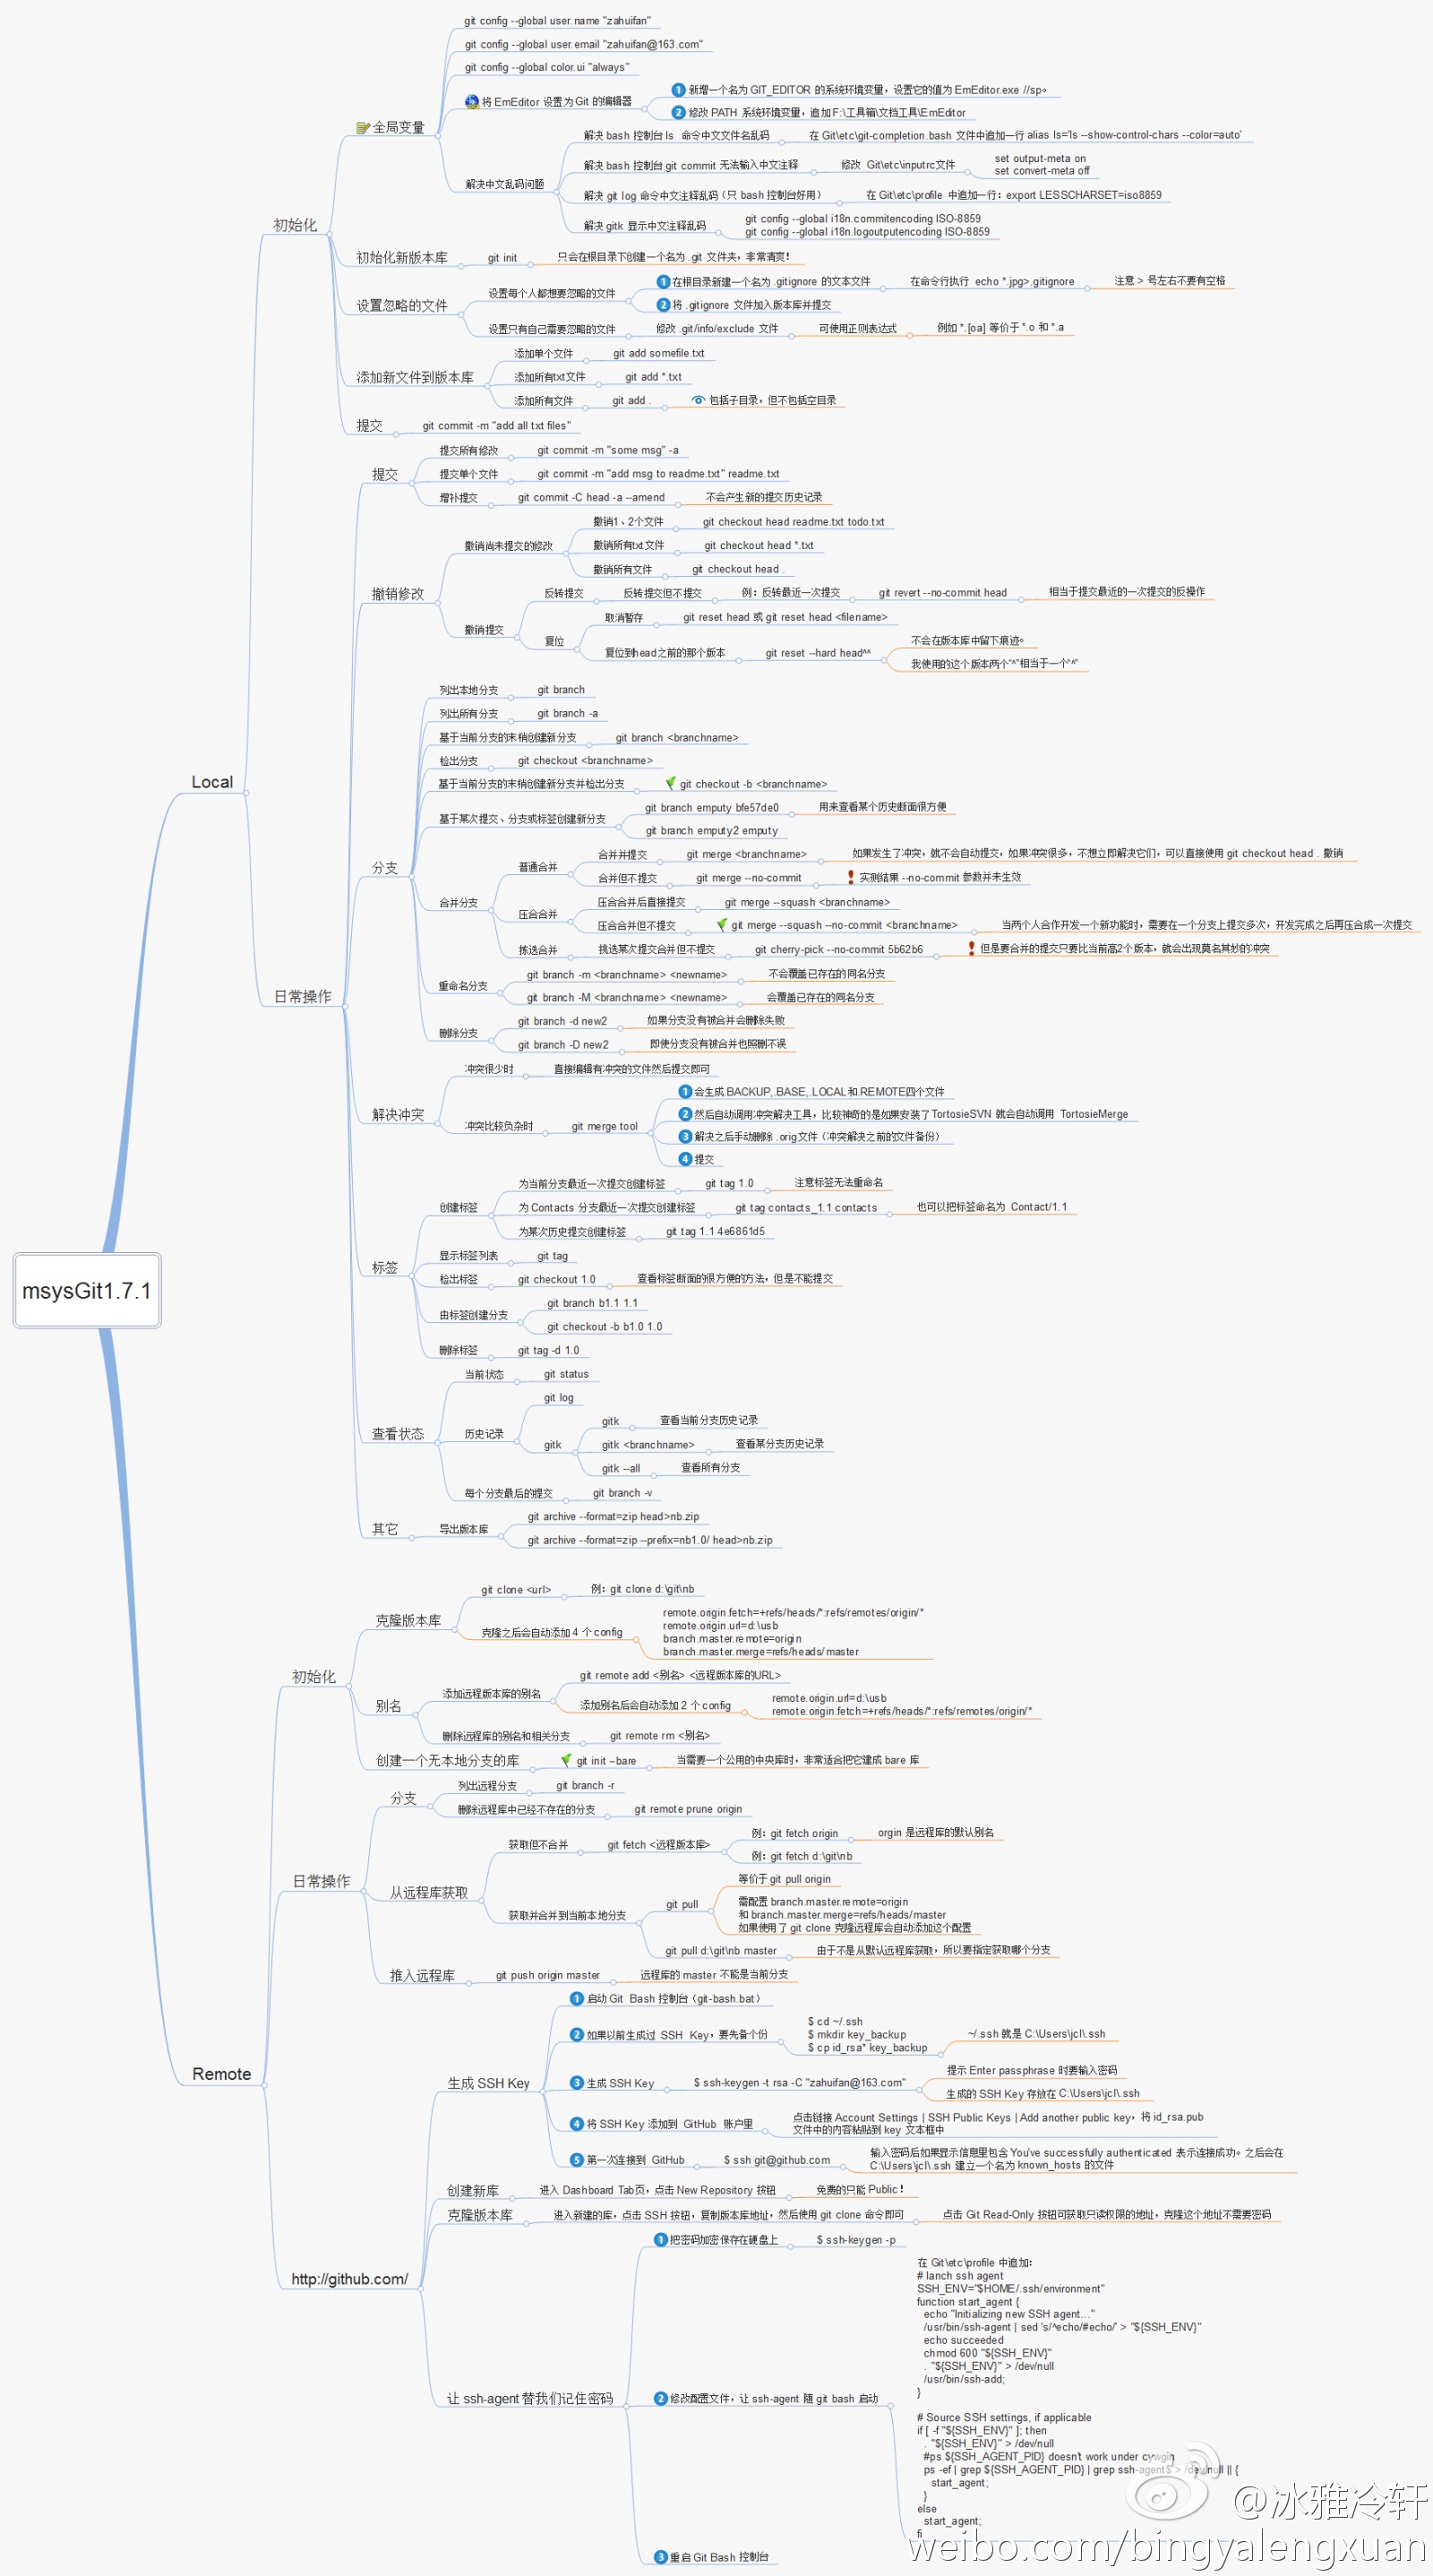 msysGit1.7.1
Local
初始化
全局变量
git config --global user.name "zahuifan"
git config --global user.email "zahuifan@163.com"
git config --global color.ui "always"
将 EmEditor 设置为 Git 的编辑器
1 新增一个名为 GIT_EDITOR 的系统环境变量，设置它的值为 EmEditor.exe //sp。
2 修改 PATH 系统环境变量，追加 F:\工具箱\文档工具\EmEditor
解决中文乱码问题
解决 bash 控制台 ls 命令中文文件名乱码
在 Git\etc\git-completion.bash 文件中追加一行 alias ls='ls --show-control-chars --color=auto'
解决 bash 控制台 git commit 无法输入中文注释
修改 Git\etc\inputrc文件
set output-meta on
set convert-meta off
解决 git log 命令中文注释乱码（只 bash 控制台好用）
在 Git\etc\profile 中追加一行：export LESSCHARSET=iso8859
解决 gitk 显示中文注释乱码
git config --global i18n.commitencoding ISO-8859
git config --global i18n.logoutputencoding ISO-8859
初始化新版本库
git init
只会在根目录下创建一个名为 .git 文件夹，非常清爽！
设置忽略的文件
设置每个人都想要忽略的文件
1 在根目录新建一个名为 .gitignore 的文本文件
在命令行执行 echo *.jpg>.gitignore
注意 > 号左右不要有空格
2 将 .gitignore 文件加入版本库并提交
设置只有自己需要忽略的文件
修改 .git/info/exclude 文件
可使用正则表达式
例如 *.[oa] 等价于 *.o 和 *.a
添加新文件到版本库
添加单个文件
git add somefile.txt
添加所有txt文件
git add *.txt
添加所有文件
git add .
包括子目录，但不包括空目录
提交
git commit -m "add all txt files"
日常操作
提交
提交所有修改
git commit -m "some msg" -a
提交单个文件
git commit -m "add msg to readme.txt" readme.txt
增补提交
git commit -C head -a --amend
不会产生新的提交历史记录
撤销修改
撤销尚未提交的修改
撤销1、2个文件
git checkout head readme.txt todo.txt
撤销所有txt文件
git checkout head *.txt
撤销所有文件
git checkout head .
撤销提交
反转提交
反转提交但不提交
例：反转最近一次提交
git revert --no-commit head
相当于提交最近的一次提交的反操作
复位
取消暂存
git reset head 或 git reset head <filename>
复位到head之前的那个版本
git reset --hard head^^
不会在版本库中留下痕迹。
我使用的这个版本两个"^"相当于一个"^"
分支
列出本地分支
git branch
列出所有分支
git branch -a
基于当前分支的末梢创建新分支
git branch <branchname>
检出分支
git checkout <branchname>
基于当前分支的末梢创建新分支并检出分支
git checkout -b <branchname>
基于某次提交、分支或标签创建新分支
git branch emputy bfe57de0
用来查看某个历史断面很方便
git branch emputy2 emputy
合并分支
普通合并
合并并提交
git merge <branchname>
如果发生了冲突，就不会自动提交，如果冲突很多，不想立即解决它们，可以直接使用 git checkout head . 撤销
合并但不提交
git merge --no-commit
实测结果 --no-commit 参数并未生效
压合合并
压合合并后直接提交
git merge --squash <branchname>
压合合并但不提交
git merge --squash --no-commit <branchname>
当两个人合作开发一个新功能时，需要在一个分支上提交多次，开发完成之后再压合成一次提交
拣选合并
挑选某次提交合并但不提交
git cherry-pick --no-commit 5b62b6
但是要合并的提交只要比当前高2个版本，就会出现莫名其妙的冲突
重命名分支
git branch -m <branchname> <newname>
不会覆盖已存在的同名分支
git branch -M <branchname> <newname>
会覆盖已存在的同名分支
删除分支
git branch -d new2
如果分支没有被合并会删除失败
git branch -D new2
即使分支没有被合并也照删不误
解决冲突
冲突很少时
直接编辑有冲突的文件然后提交即可
冲突比较负杂时
git merge tool
1 会生成.BACKUP,.BASE,.LOCAL和.REMOTE四个文件
2 然后自动调用冲突解决工具，比较神奇的是如果安装了TortosieSVN 就会自动调用 TortosieMerge
3 解决之后手动删除 .orig文件（冲突解决之前的文件备份）
4 提交
标签
创建标签
为当前分支最近一次提交创建标签
git tag 1.0
注意标签无法重命名
为 Contacts 分支最近一次提交创建标签
git tag contacts_1.1 contacts
也可以把标签命名为 Contact/1.1
为某次历史提交创建标签
git tag 1.1 4e6861d5
显示标签列表
git tag
检出标签
git checkout 1.0
查看标签断面的很方便的方法，但是不能提交
由标签创建分支
git branch b1.1 1.1
git checkout -b b1.0 1.0
删除标签
git tag -d 1.0
查看状态
当前状态
git status
历史记录
git log
gitk
gitk
查看当前分支历史记录
gitk <branchname>
查看某分支历史记录
gitk --all
查看所有分支
每个分支最后的提交
git branch -v
其它
导出版本库
git archive --format=zip head>nb.zip
git archive --format=zip --prefix=nb1.0/ head>nb.zip
Remote
初始化
克隆版本库
git clone <url>
例：git clone d:\git\nb
克隆之后会自动添加 4 个 config
remote.origin.fetch=+refs/heads/*:refs/remotes/origin/*
remote.origin.url=d:\usb
branch.master.remote=origin
branch.master.merge=refs/heads/master
别名
添加远程版本库的别名
git remote add <别名> <远程版本库的URL>
添加别名后会自动添加 2 个 config
remote.origin.url=d:\usb
remote.origin.fetch=+refs/heads/*:refs/remotes/origin/*
删除远程库的别名和相关分支
git remote rm <别名>
创建一个无本地分支的库
git init –bare
当需要一个公用的中央库时，非常适合把它建成 bare 库
日常操作
分支
列出远程分支
git branch -r
删除远程库中已经不存在的分支
git remote prune origin
从远程库获取
获取但不合并
git fetch <远程版本库>
例：git fetch origin
orgin 是远程库的默认别名
例：git fetch d:\git\nb
获取并合并到当前本地分支
git pull
等价于 git pull origin
需配置 branch.master.remote=origin
和 branch.master.merge=refs/heads/master
如果使用了 git clone 克隆远程库会自动添加这个配置
git pull d:\git\nb master
由于不是从默认远程库获取，所以要指定获取哪个分支
推入远程库
git push origin master
远程库的 master 不能是当前分支
http://github.com/
生成 SSH Key
1 启动 Git Bash 控制台（git-bash.bat）
2 如果以前生成过 SSH Key，要先备个份
$ cd ~/.ssh
$ mkdir key_backup
$ cp id_rsa* key_backup
~/.ssh 就是 C:\Users\jcl\.ssh
3 生成 SSH Key
$ ssh-keygen -t rsa -C "zahuifan@163.com"
提示 Enter passphrase 时要输入密码
生成的 SSH Key 存放在 C:\Users\jcl\.ssh
4 将 SSH Key 添加到 GitHub 账户里
点击链接 Account Settings | SSH Public Keys | Add another public key，将 id_rsa.pub
文件中的内容粘贴到 key 文本框中
5 第一次连接到 GitHub
$ ssh git@github.com
输入密码后如果显示信息里包含 You've successfully authenticated 表示连接成功。之后会在
C:\Users\jcl\.ssh 建立一个名为 known_hosts 的文件
创建新库
进入 Dashboard Tab页，点击 New Repository 按钮
免费的只能 Public！
克隆版本库
进入新建的库，点击 SSH 按钮，复制版本库地址，然后使用 git clone 命令即可
点击 Git Read-Only 按钮可获取只读权限的地址，克隆这个地址不需要密码
让 ssh-agent 替我们记住密码
1 把密码加密保存在硬盘上
$ ssh-keygen -p
2 修改配置文件，让 ssh-agent 随 git bash 启动
在 Git\etc\profile 中追加：
# lanch ssh agent
SSH_ENV="$HOME/.ssh/environment"
function start_agent {
echo "Initializing new SSH agent..."
/usr/bin/ssh-agent | sed 's/^echo/#echo/' > "${SSH_ENV}"
echo succeeded
chmod 600 "${SSH_ENV}"
. "${SSH_ENV}" > /dev/null
/usr/bin/ssh-add;
}
# Source SSH settings, if applicable
if [ -f "${SSH_ENV}" ]; then
. "${SSH_ENV}" > /dev/null
#ps ${SSH_AGENT_PID} doesn't work under cywgin
ps -ef | grep ${SSH_AGENT_PID} | grep ssh-agent$ > /dev/null || {
start_agent;
}
else
start_agent;
fi
3 重启 Git Bash 控制台
@冰雅冷轩
weibo.com/bingyalengxuan